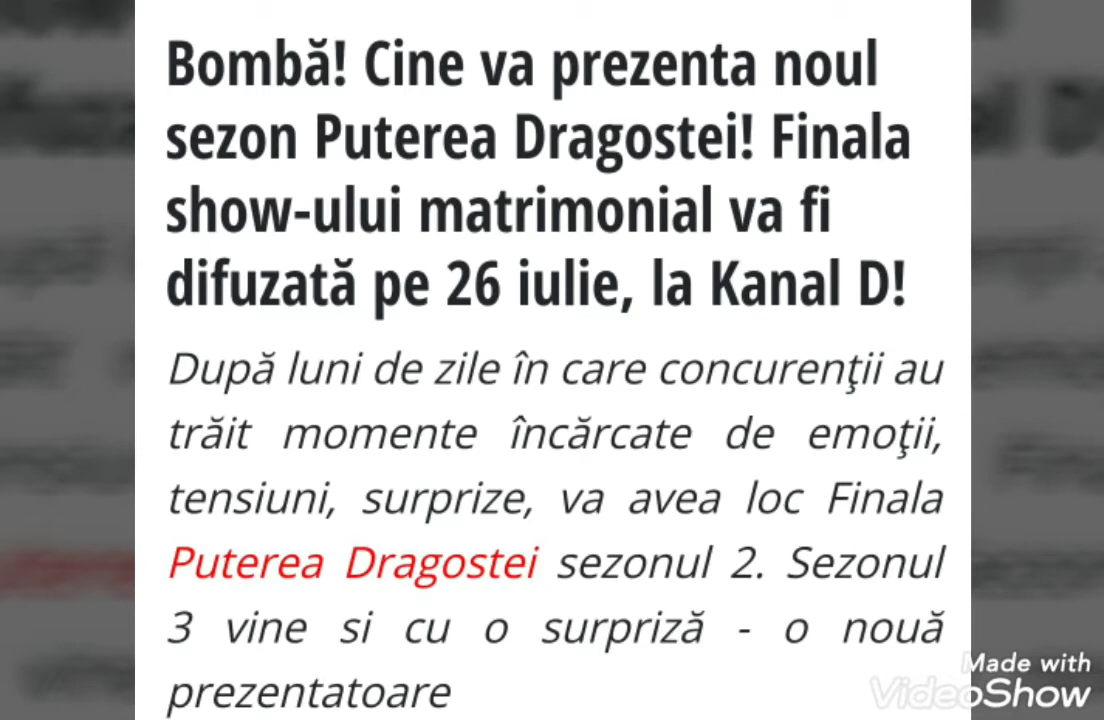 Bombă! Cine va prezenta noul
sezon Puterea Dragostei! Finala
show-ului matrimonial va fi
difuzată pe 26 iulie, la Kanal D!
După luni de zile în care concurenţii au
trăit momente încărcate de emoţii,
tensiuni, surprize, va avea loc Finala
Puterea Dragostei sezonul 2. Sezonul
3 vine si cu o surpriză - o nouă
prezentatoare
Made with
VideoShow